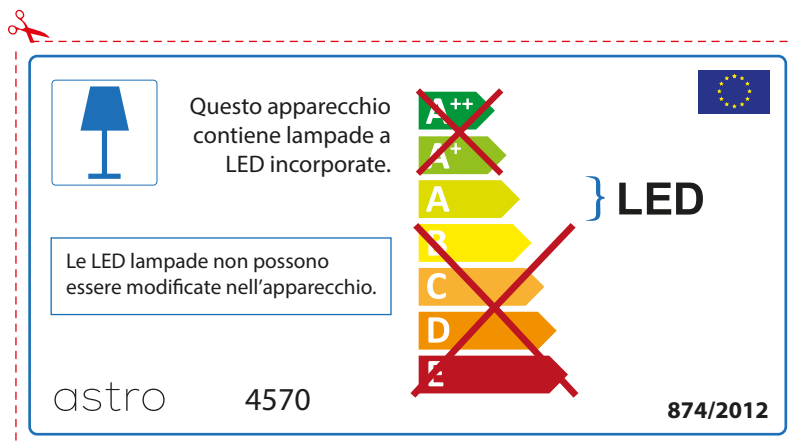 Questo apparecchio
contiene lampade a
LED incorporate.
Le LED lampade non possono
essere modificate nell'apparecchio.
A++
A+
A
B
C
D
E
LED
astro
4570
874/2012